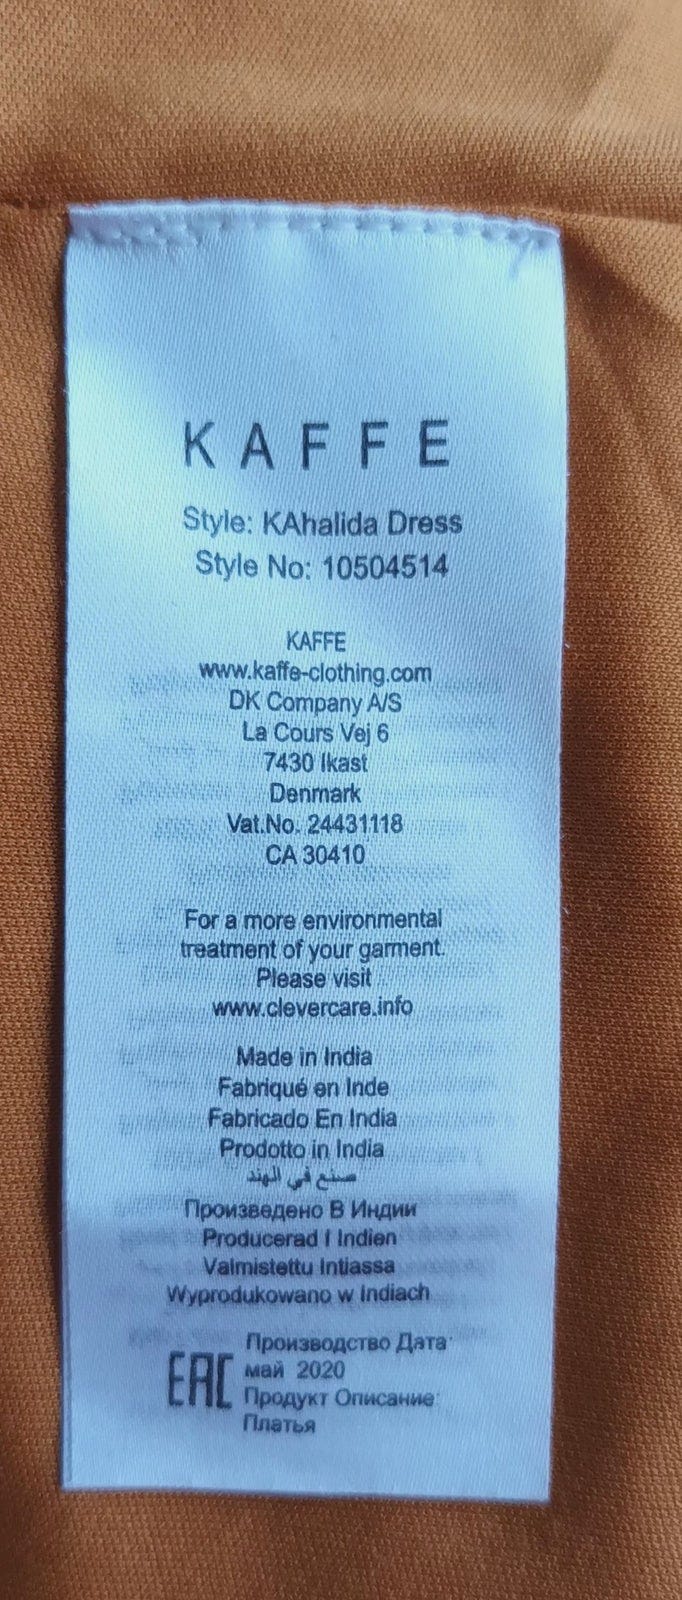 KAFFE
Style: KAhalida Dress
Style No: 10504514
KAFFE
www.kaffe-clothing.com
DK Company A/S
La Cours Vej 6
7430 Ikast
Denmark
Vat.No. 24431118
CA 30410
For a more environmental
treatment of your garment.
Please visit
www.clevercare.info
Made in India
Fabriqué en Inde
Fabricado En India
Prodotto in India
صنع في الهند
Произведено В Индии
Producerad I Indien
Valmistettu Intiassa
Wyprodukowano w Indiach
EAC
Производство Дата:
май 2020
Продукт Описание:
Платья